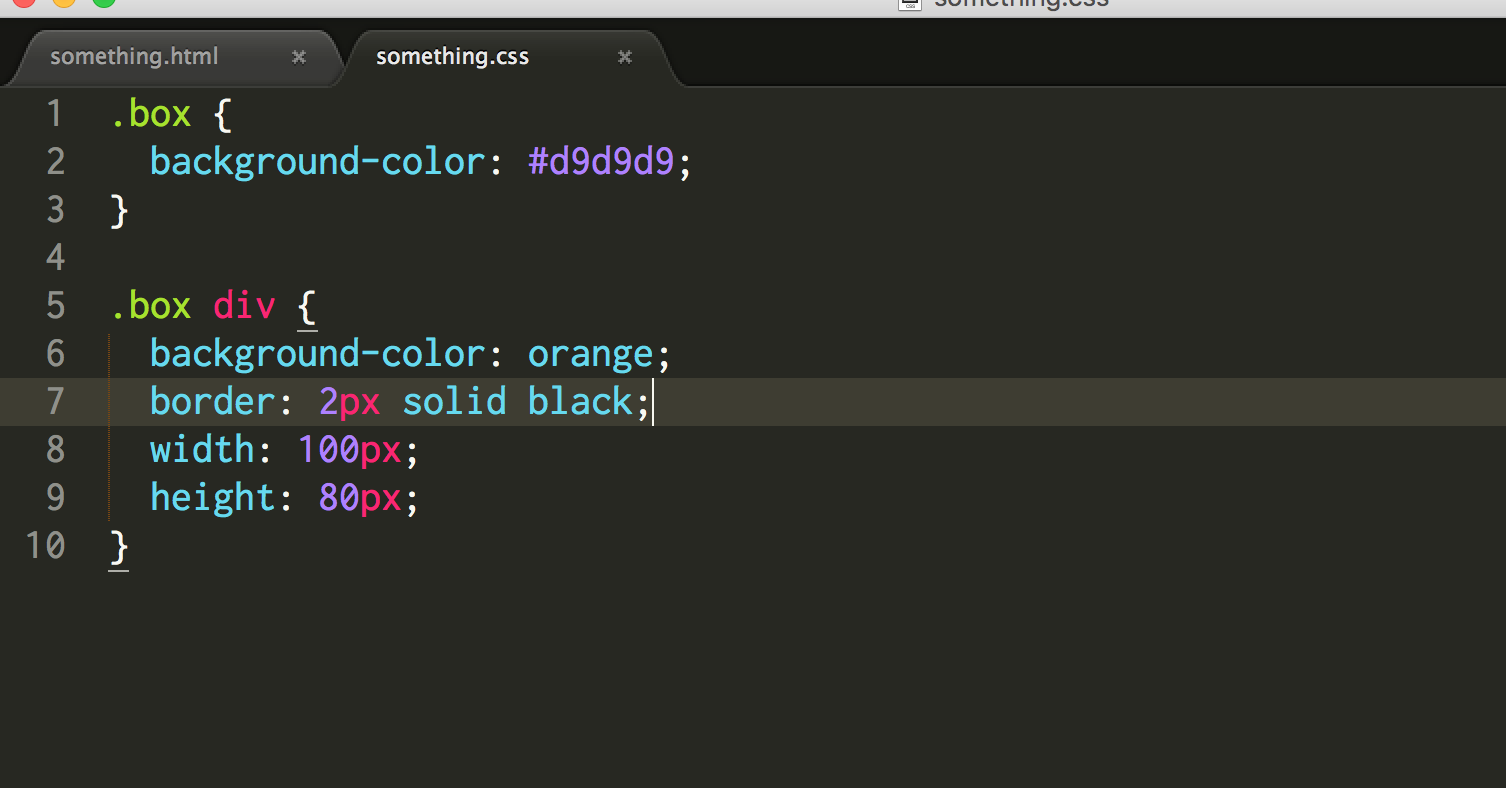 something.css
something.html × something.css ×
1 .box {
2   background-color: #d9d9d9;
3 }
4
5 .box div {
6   background-color: orange;
7   border: 2px solid black;
8   width: 100px;
9   height: 80px;
10 }